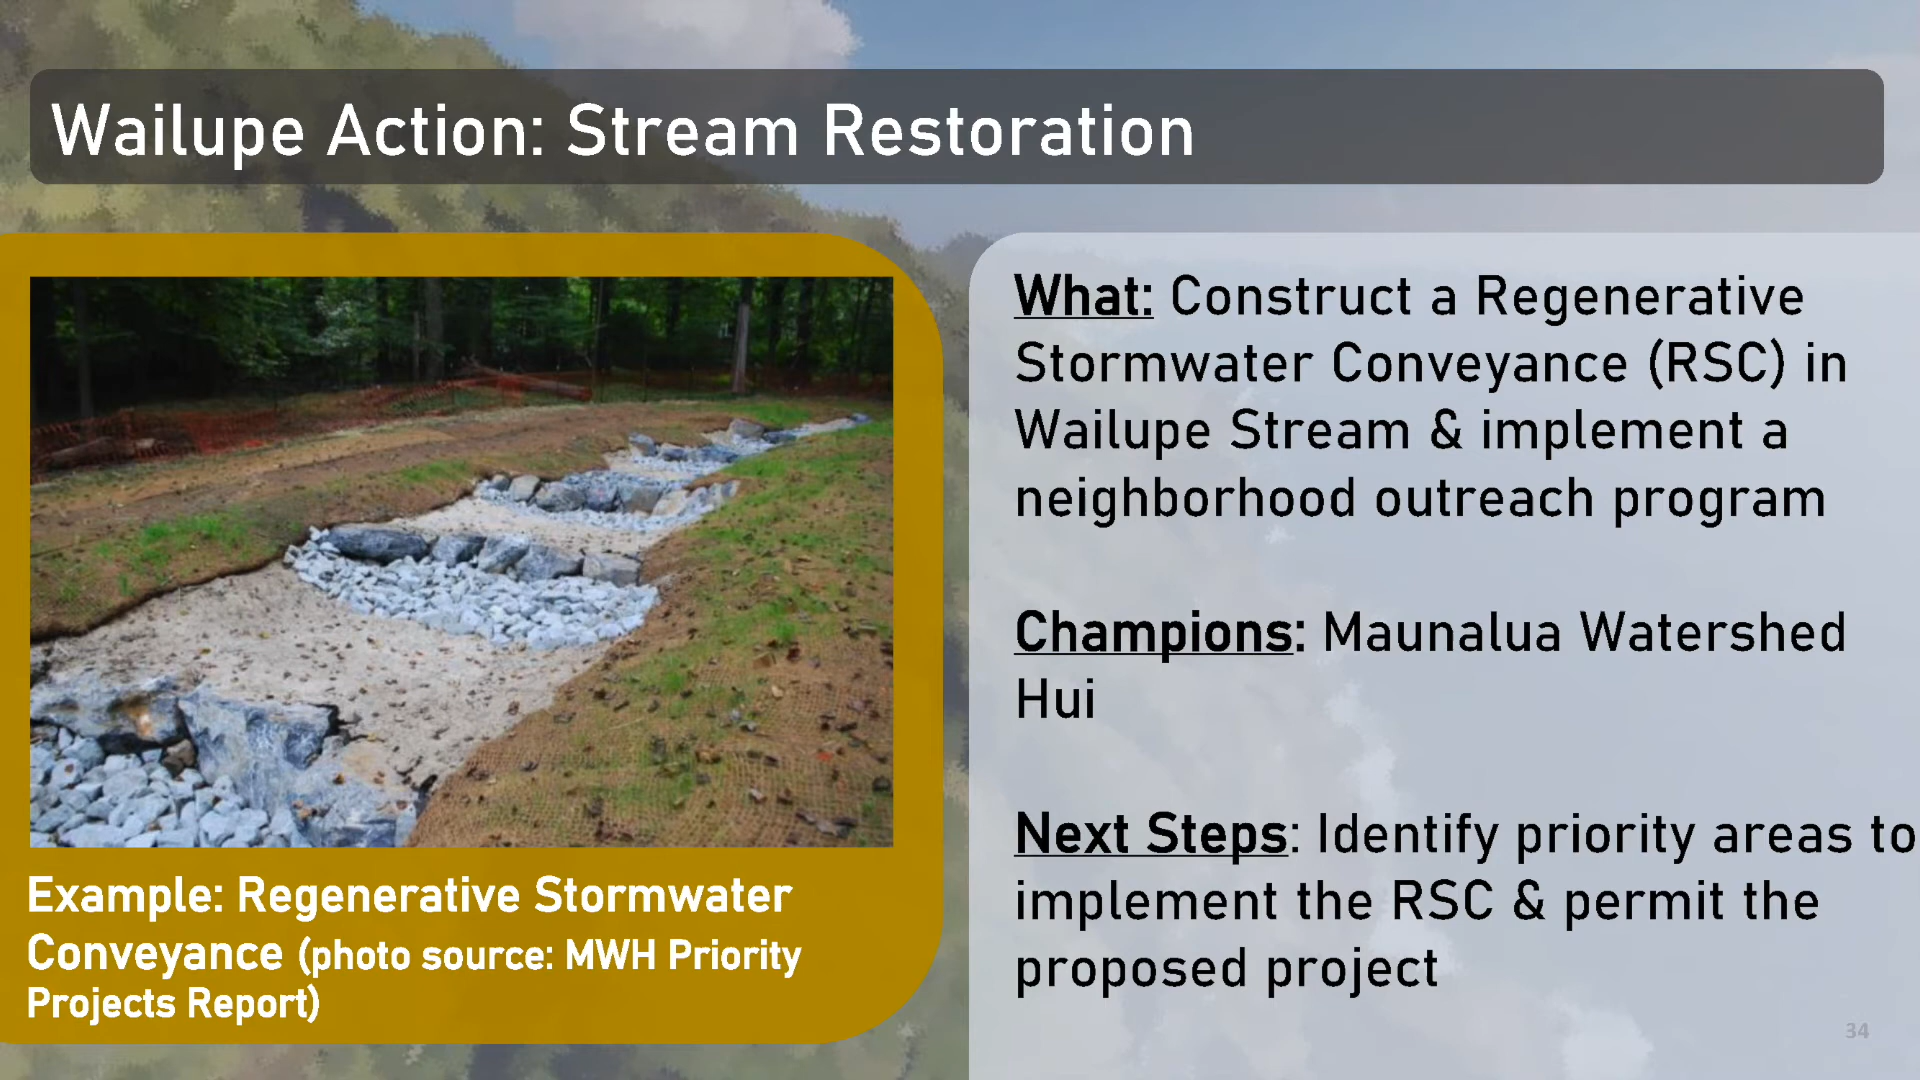 Wailupe Action: Stream Restoration
Example: Regenerative Stormwater
Conveyance (photo source: MWH Priority
Projects Report)
What: Construct a Regenerative
Stormwater Conveyance (RSC) in
Wailupe Stream & implement a
neighborhood outreach program
Champions: Maunalua Watershed
Hui
Next Steps: Identify priority areas to
implement the RSC & permit the
proposed project
34